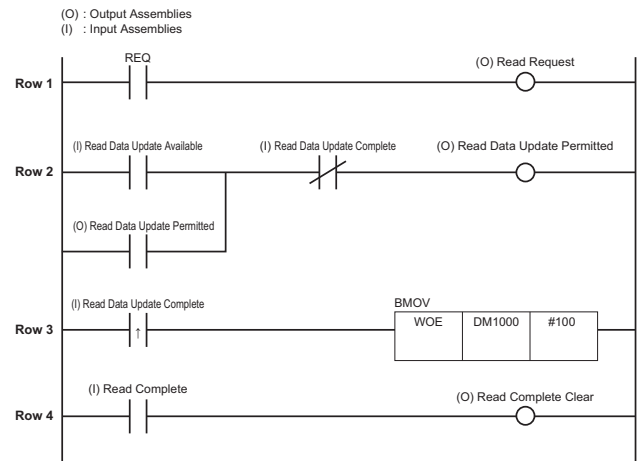 (O) : Output Assemblies
(I) : Input Assemblies
REQ
(O) Read Request
Row 1
(I) Read Data Update Available
(I) Read Data Update Complete
(O) Read Data Update Permitted
Row 2
(O) Read Data Update Permitted
(I) Read Data Update Complete
BMOV
Row 3
↑
WOE
DM1000
#100
(I) Read Complete
(O) Read Complete Clear
Row 4